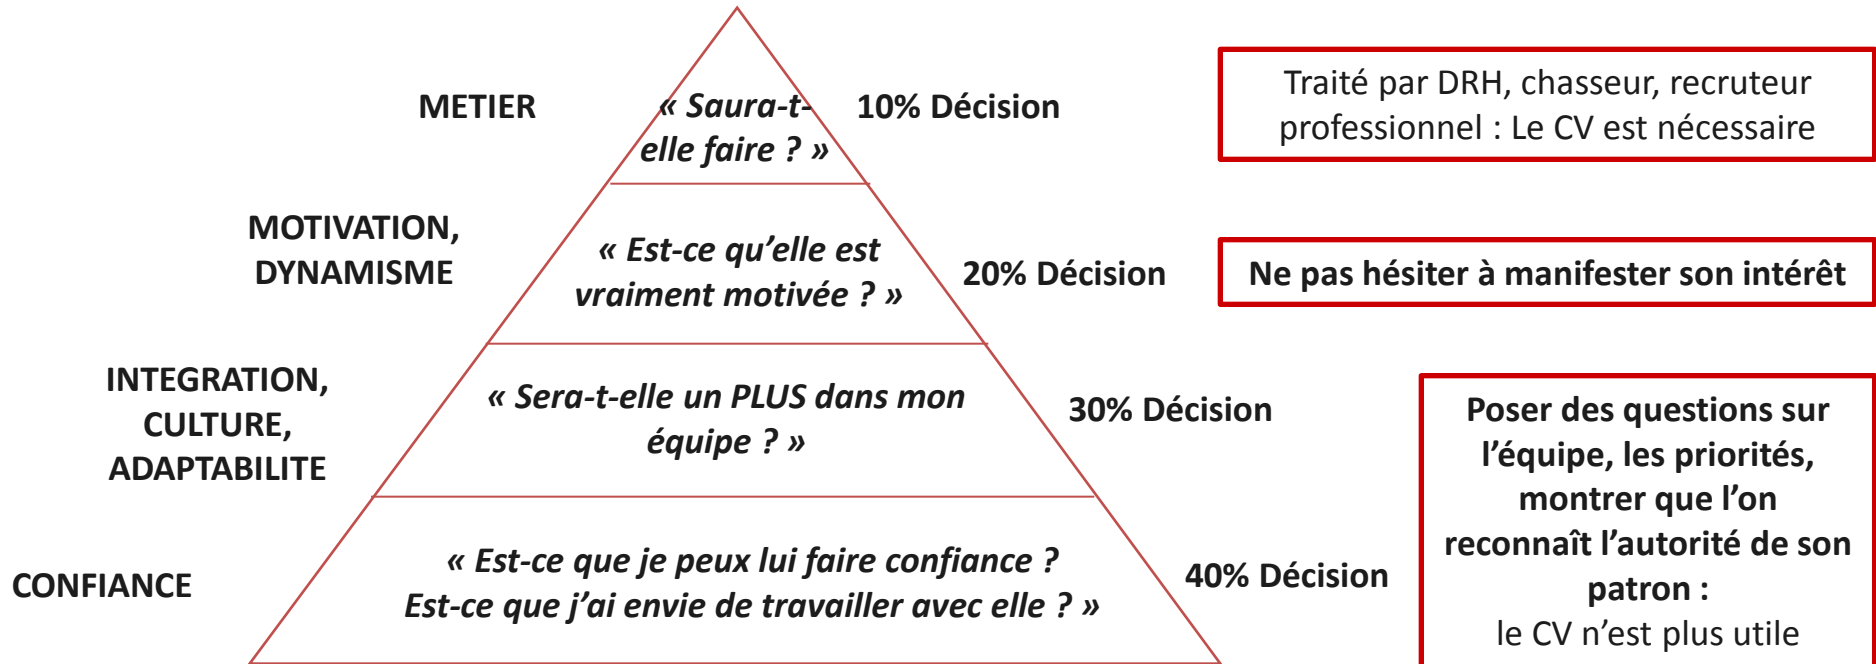 METIER
« Saura-t-
elle faire ? »
10% Décision
Traité par DRH, chasseur, recruteur
professionnel : Le CV est nécessaire
MOTIVATION,
DYNAMISME
« Est-ce qu’elle est
vraiment motivée ? »
20% Décision
Ne pas hésiter à manifester son intérêt
INTEGRATION,
CULTURE,
ADAPTABILITE
« Sera-t-elle un PLUS dans mon
équipe ? »
30% Décision
Poser des questions sur
l’équipe, les priorités,
montrer que l’on
reconnaît l’autorité de son
patron :
le CV n’est plus utile
CONFIANCE
« Est-ce que je peux lui faire confiance ?
Est-ce que j’ai envie de travailler avec elle ? »
40% Décision